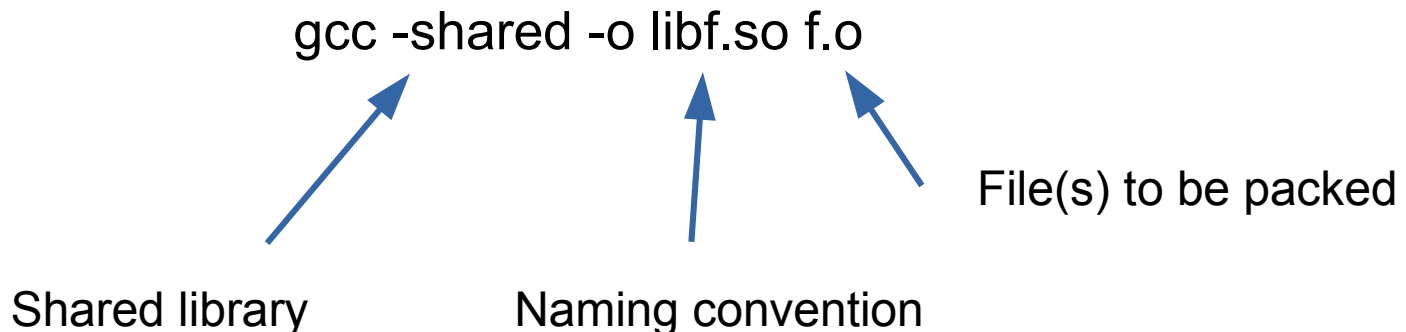 gcc -shared -o libf.so f.o
File(s) to be packed
Shared library
Naming convention